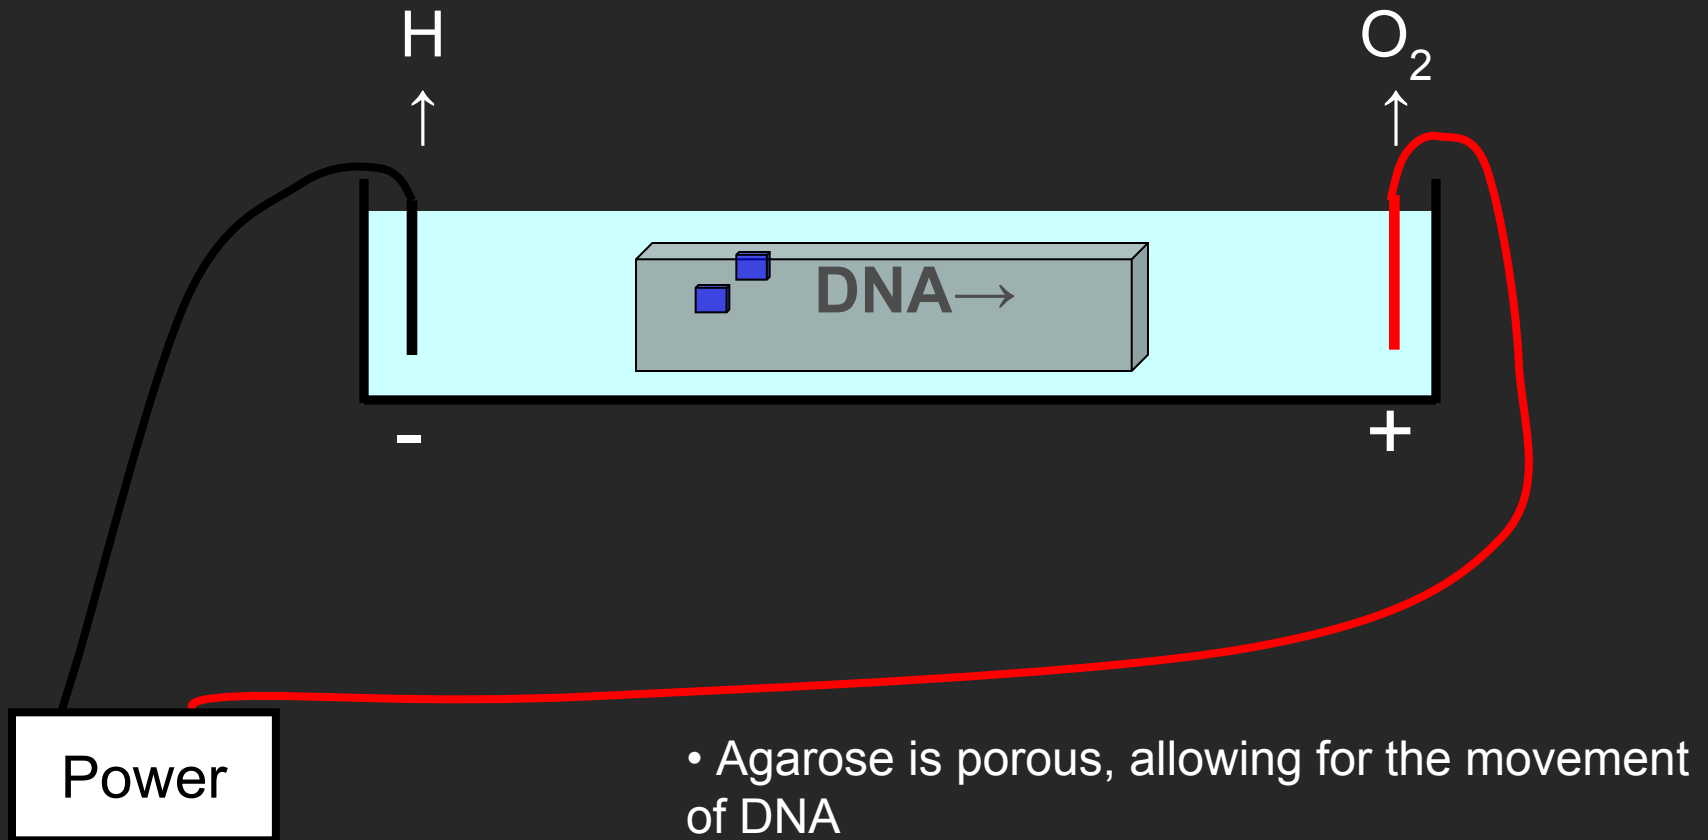 H
O₂
↑
↑
DNA→
-
+
Power
• Agarose is porous, allowing for the movement
of DNA